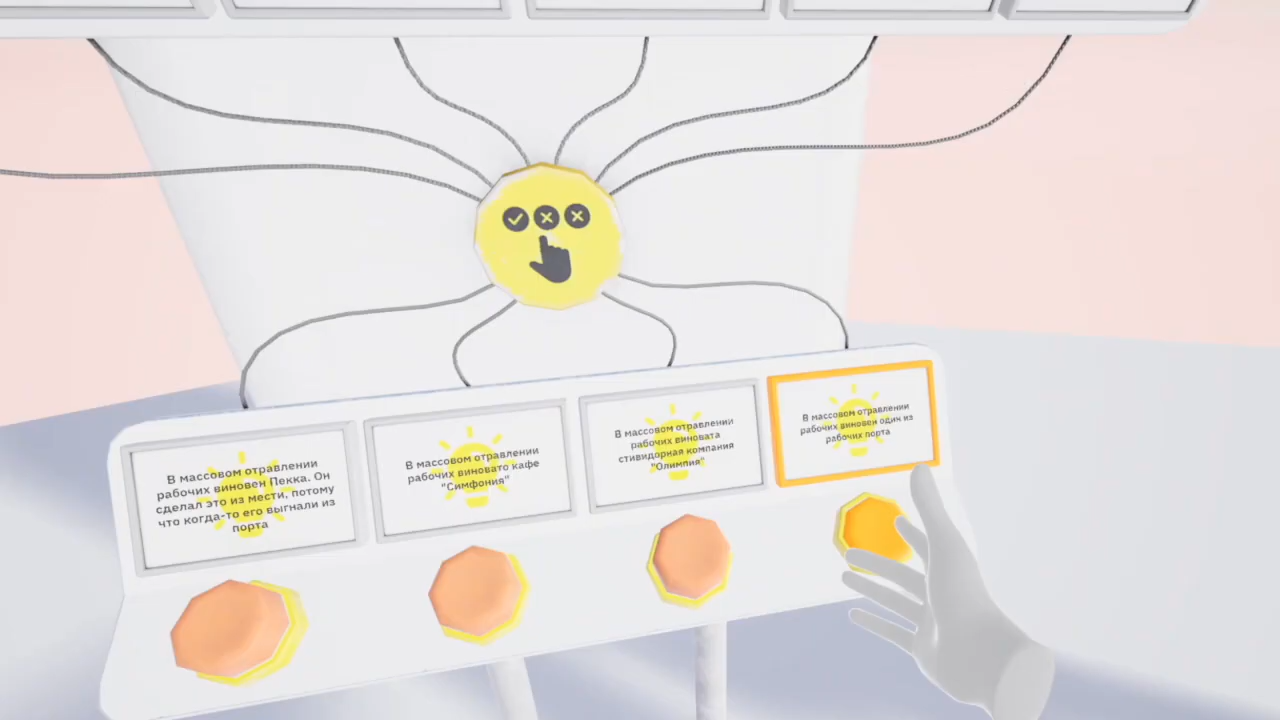 В массовом отравлении
рабочих виновен Пекка. Он
сделал это из мести, потому
что когда-то его выгнали из
порта
В массовом отравлении
рабочих виновато кафе
"Симфония"
В массовом отравлении
рабочих виновата
стивидорная компания
"Олимпия"
В массовом отравлении
рабочих виновен один из
рабочих порта